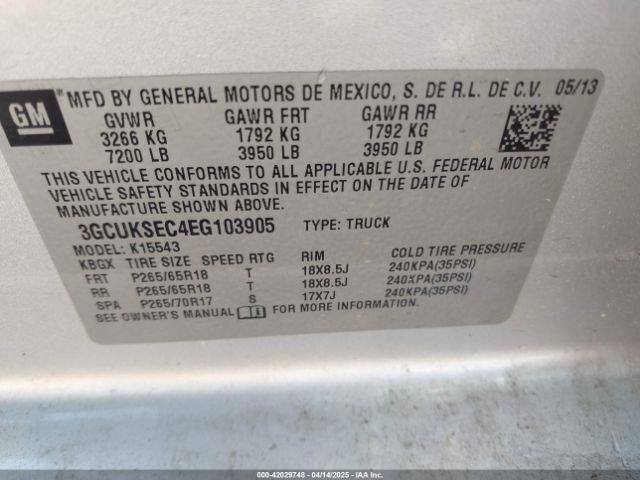 GM
MFD BY GENERAL MOTORS DE MEXICO, S. DE R.L. DE C.V. 05/13
GVWR GAWR FRT GAWR RR
3266 KG 1792 KG 1792 KG
7200 LB 3950 LB 3950 LB
THIS VEHICLE CONFORMS TO ALL APPLICABLE U.S. FEDERAL MOTOR
VEHICLE SAFETY STANDARDS IN EFFECT ON THE DATE OF
MANUFACTURE SHOWN ABOVE.
3GCUKSEC4EG103905 TYPE: TRUCK
MODEL: K15543
KBGX TIRE SIZE SPEED RTG RIM COLD TIRE PRESSURE
FRT P265/65R18 T 18X8.5J 240KPA(35PSI)
RR P265/65R18 T 18X8.5J 240KPA(35PSI)
SPA P265/70R17 S 17X7J 240KPA(35PSI)
SEE OWNER'S MANUAL FOR MORE INFORMATION.
000-42029748 - 04/14/2025 - IAAI.COM